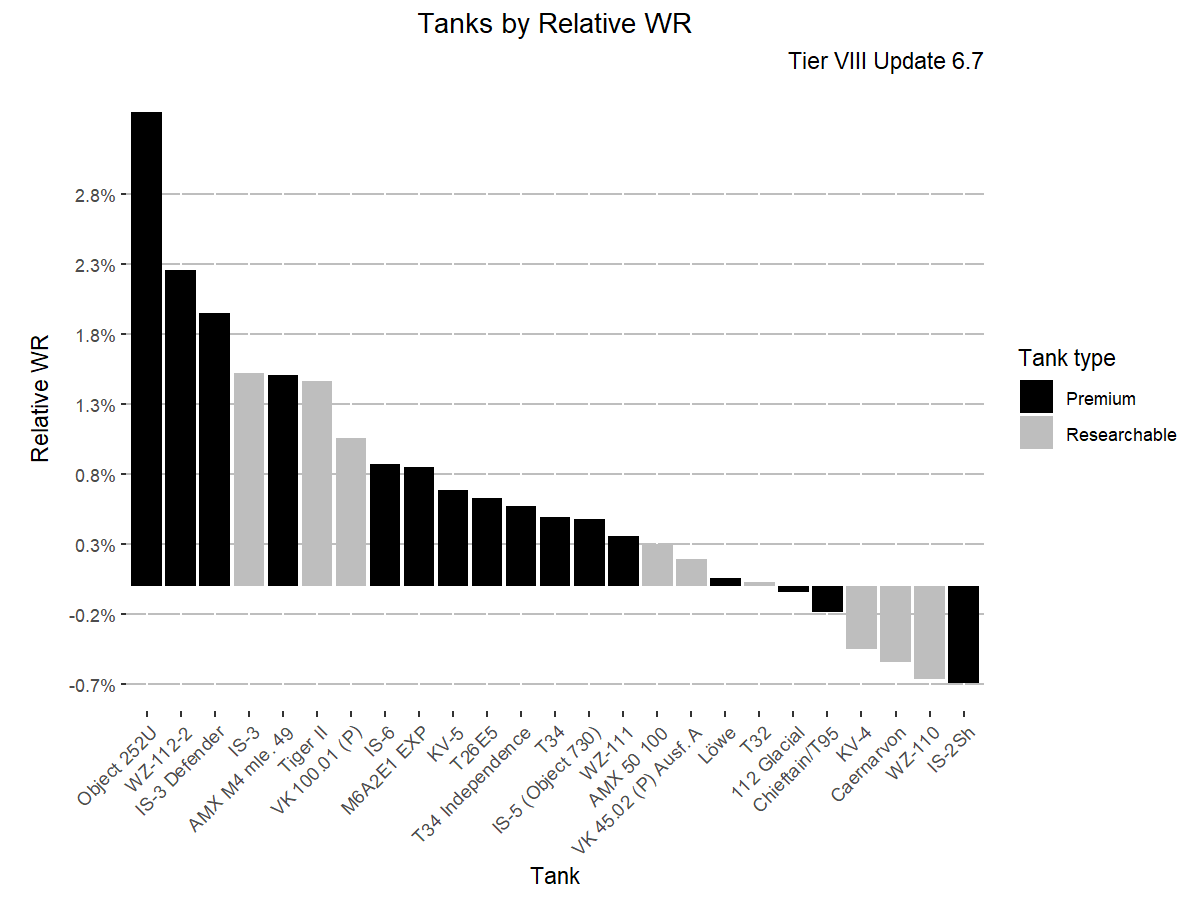 Tanks by Relative WR
Tier VIII Update 6.7
2.8%
2.3%
1.8%
1.3%
0.8%
0.3%
-0.2%
-0.7%
Relative WR
Object 252U
WZ-112-2
IS-3 Defender
IS-3
AMX M4 mle. 49
Tiger II
VK 100.01 (P)
IS-6
M6A2E1 EXP
KV-5
T26E5
T34 Independence
T34
IS-5 (Object 730)
WZ-111
AMX 50 100
VK 45.02 (P) Ausf. A
Löwe
T32
112 Glacial
Chieftain/T95
KV-4
Caernarvon
WZ-110
IS-2Sh
Tank
Tank type
Premium
Researchable